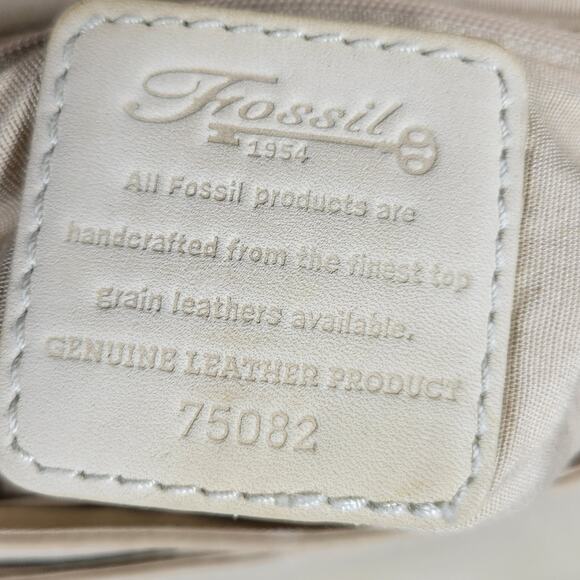 Fossil
1954
All Fossil products are
handcrafted from the finest top
grain leathers available.
GENUINE LEATHER PRODUCT
75082